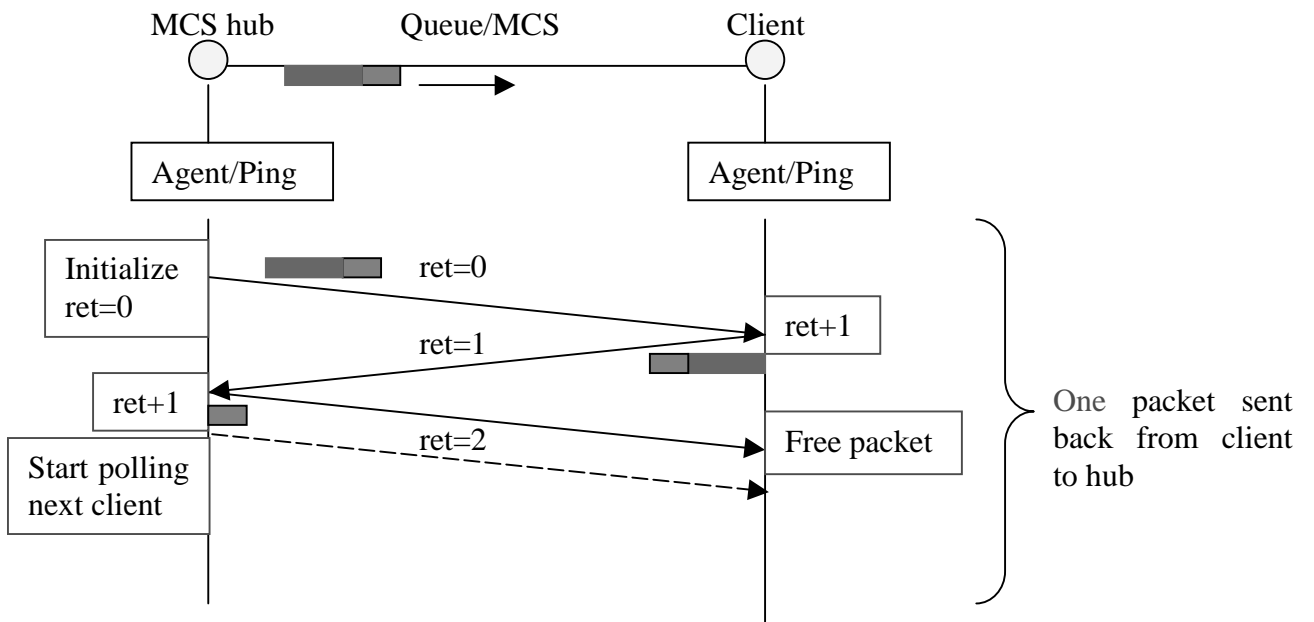 MCS hub
Queue/MCS
Client
Agent/Ping
Agent/Ping
Initialize
ret=0
ret=0
ret+1
ret=1
ret+1
ret=2
Free packet
Start polling
next client
One packet sent
back from client
to hub